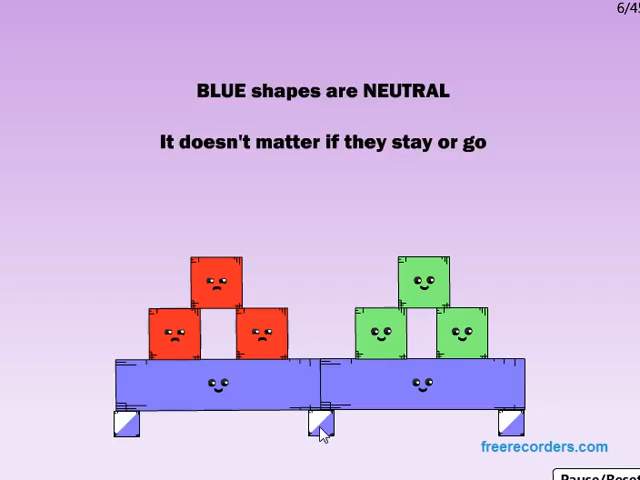 6/45
BLUE shapes are NEUTRAL
It doesn't matter if they stay or go
freerecorders.com
Pause/Reset